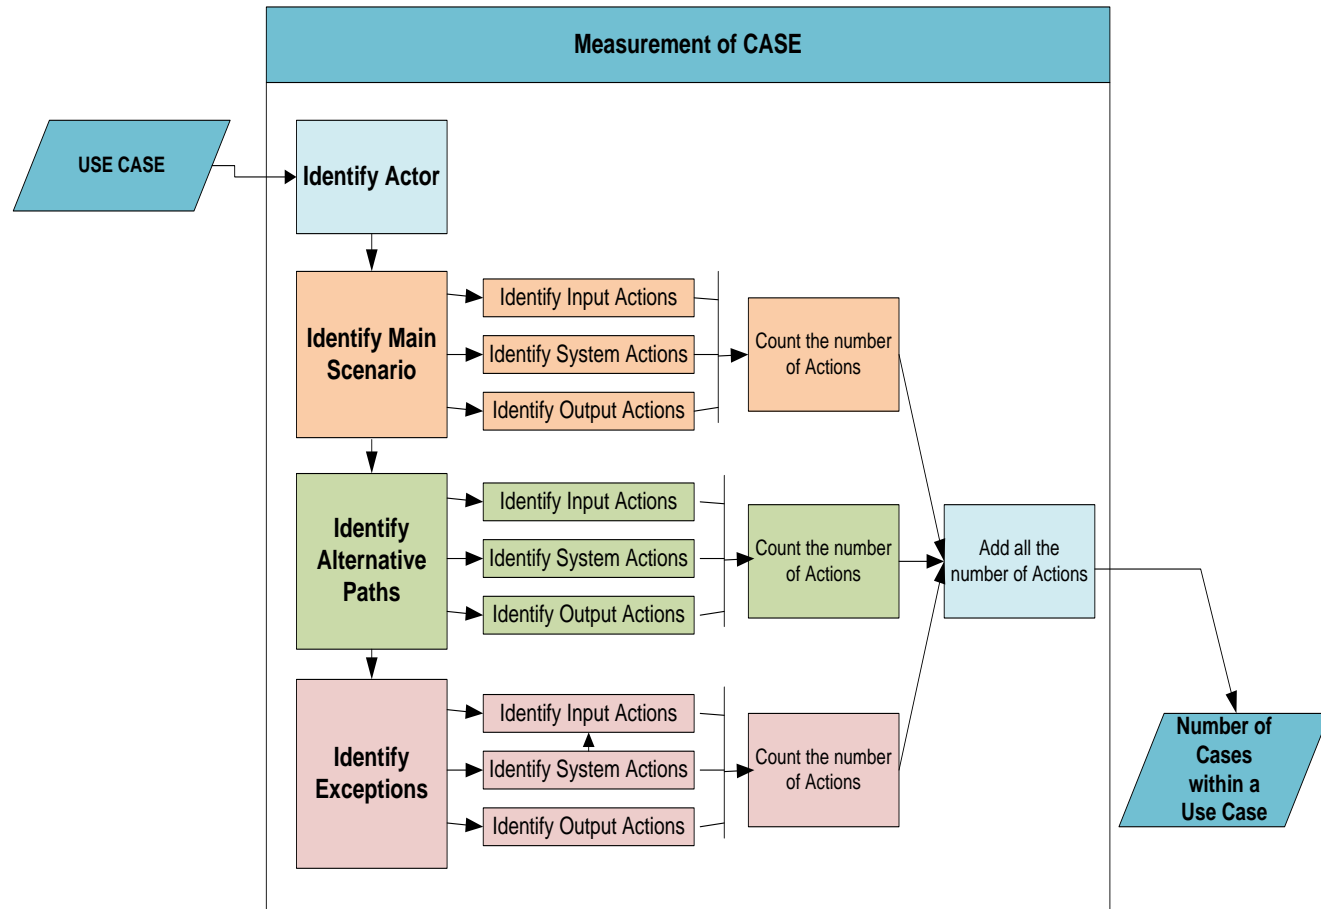 Measurement of CASE
USE CASE
Identify Actor
Identify Main
Scenario
Identify Input Actions
Identify System Actions
Identify Output Actions
Count the number
of Actions
Identify
Alternative
Paths
Identify Input Actions
Identify System Actions
Identify Output Actions
Count the number
of Actions
Add all the
number of Actions
Identify
Exceptions
Identify Input Actions
Identify System Actions
Identify Output Actions
Count the number
of Actions
Number of
Cases
within a
Use Case